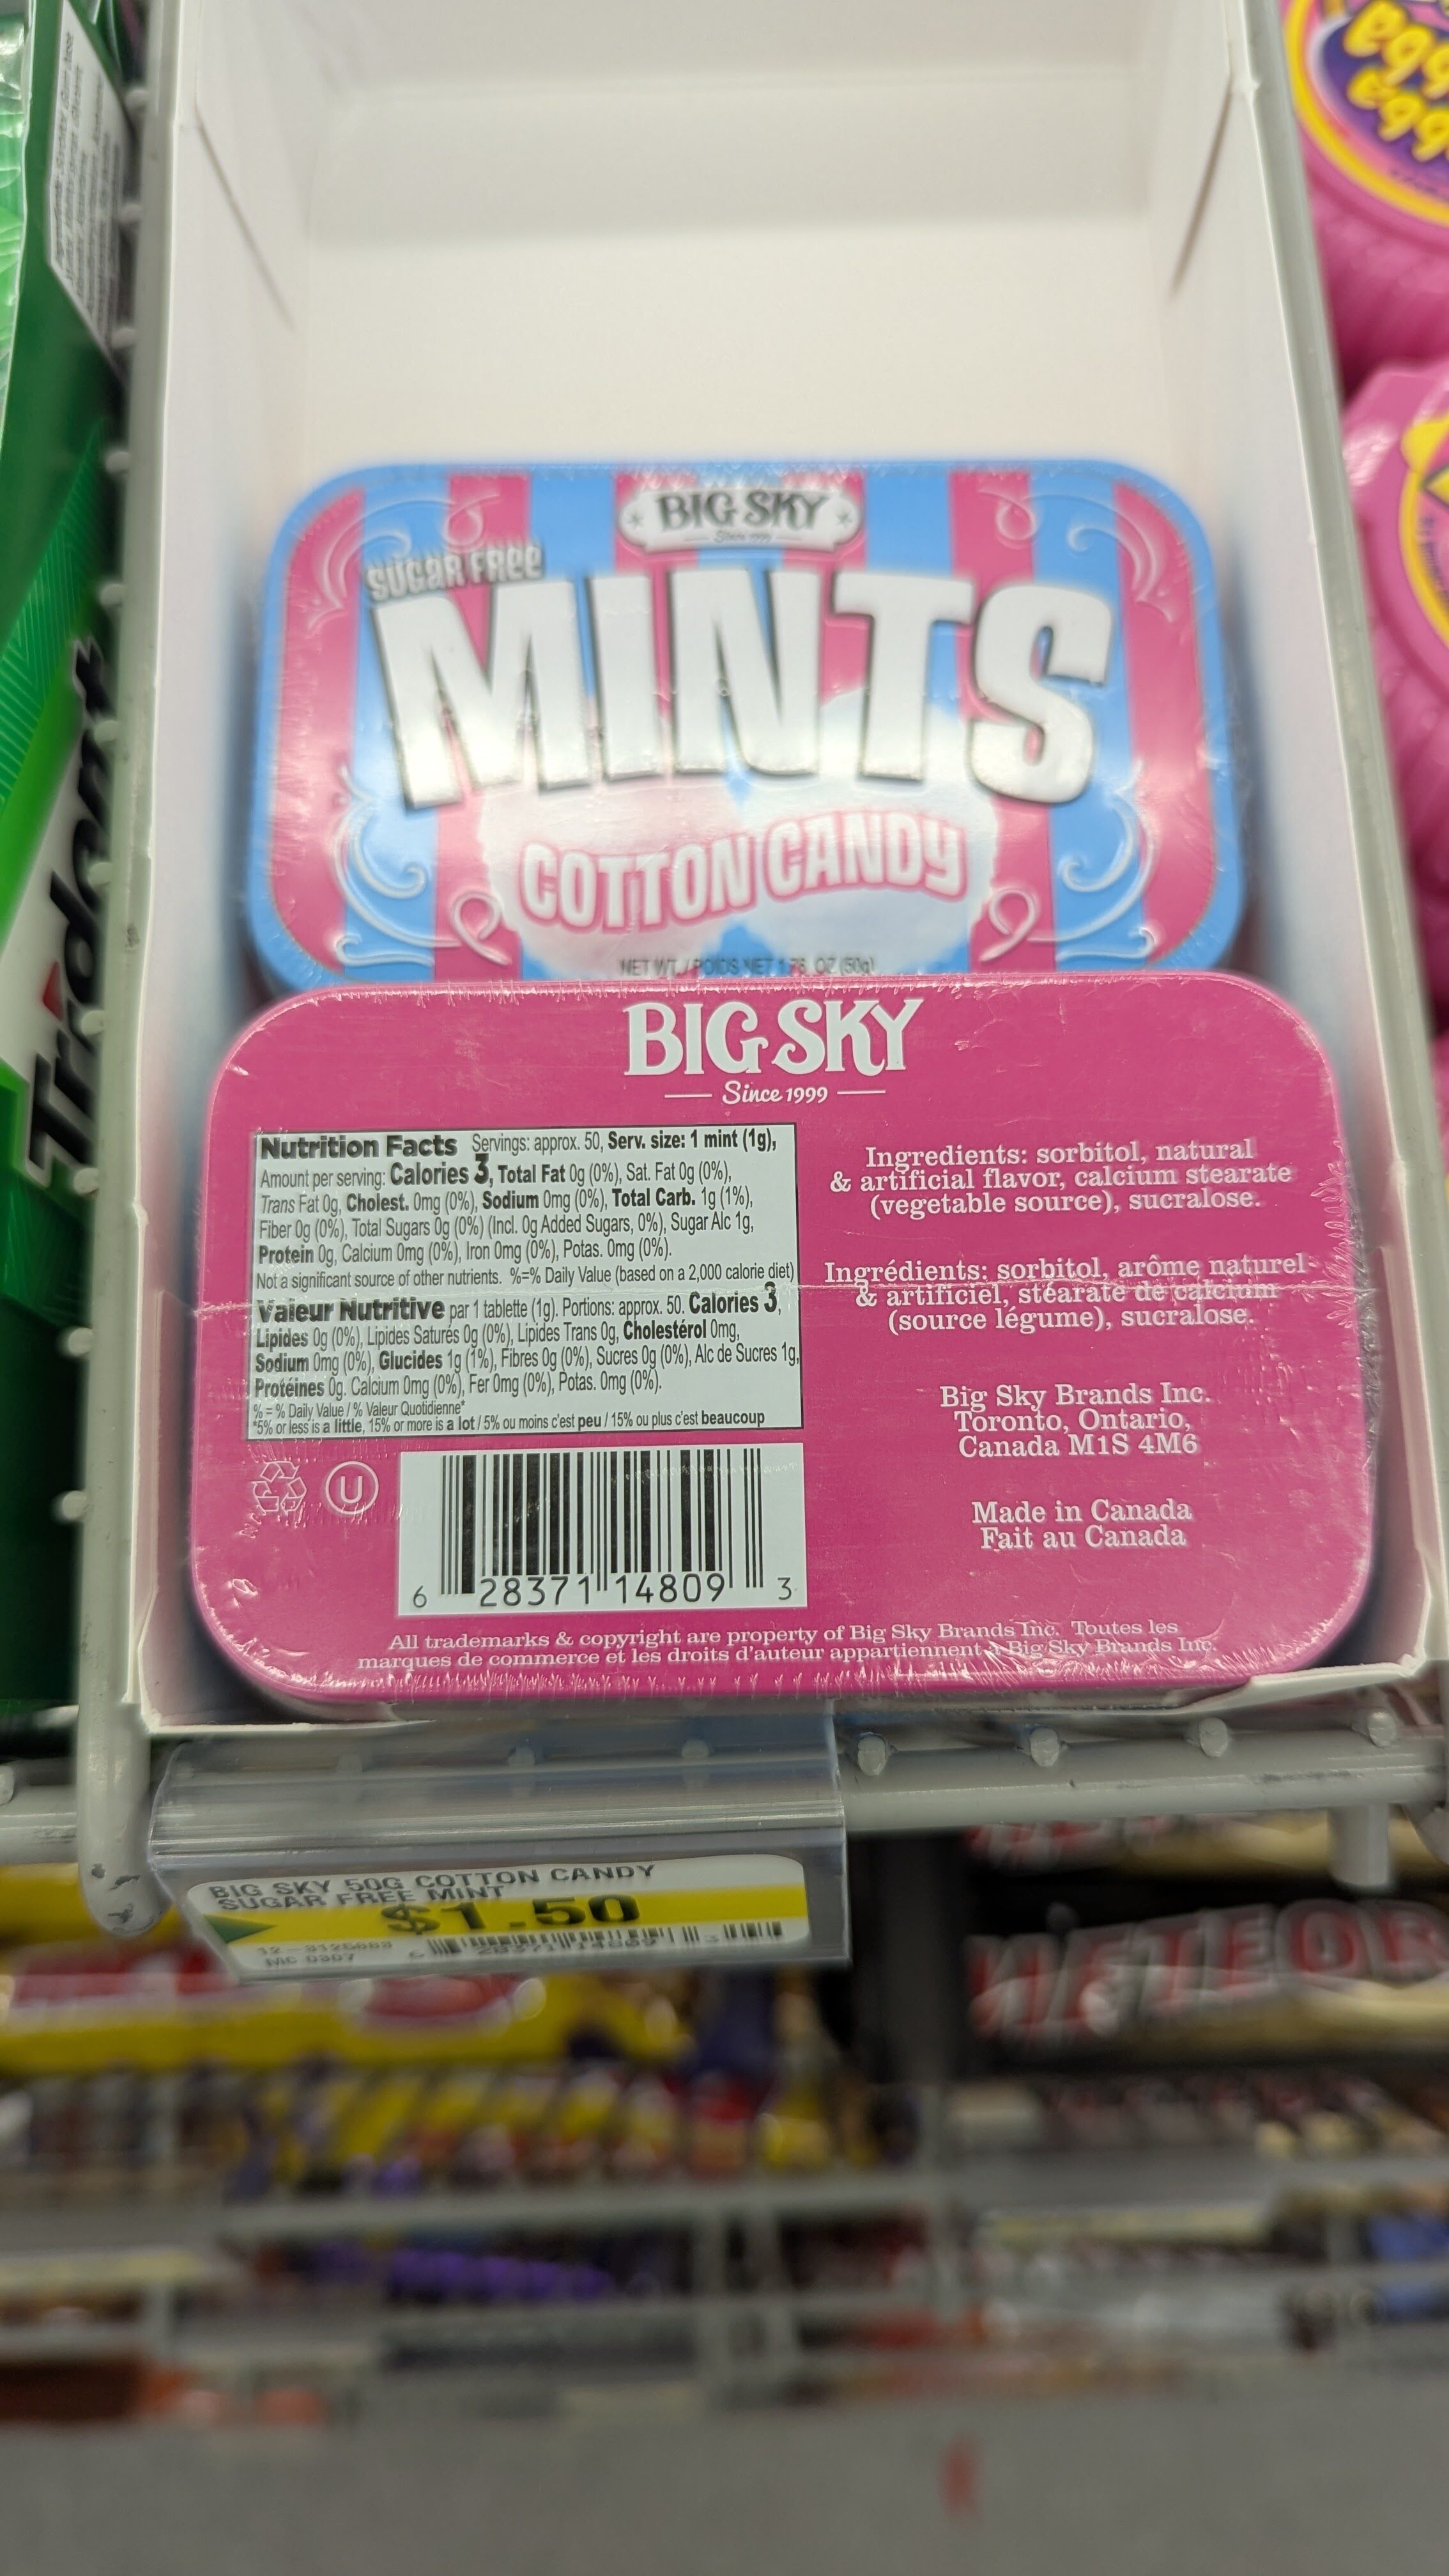 BIG SKY
Since 1999
SUGAR FREE
MINTS
COTTON CANDY
NET WT. / POIDS NET 1.76 OZ (50g)
Trident
BIG SKY
Since 1999
Nutrition Facts Servings: approx. 50, Serv. size: 1 mint (1g),
Amount per serving: Calories 3, Total Fat 0g (0%), Sat. Fat 0g (0%),
Trans Fat 0g, Cholest. 0mg (0%), Sodium 0mg (0%), Total Carb. 1g (1%),
Fiber 0g (0%), Total Sugars 0g (0%) (Incl. 0g Added Sugars, 0%), Sugar Alc 1g,
Protein 0g, Calcium 0mg (0%), Iron 0mg (0%), Potas. 0mg (0%).
Not a significant source of other nutrients. %=% Daily Value (based on a 2,000 calorie diet)
Valeur Nutritive par 1 tablette (1g). Portions: approx. 50. Calories 3,
Lipides 0g (0%), Lipides Saturés 0g (0%), Lipides Trans 0g, Cholestérol 0mg,
Sodium 0mg (0%), Glucides 1g (1%), Fibres 0g (0%), Sucres 0g (0%), Alc de Sucres 1g,
Protéines 0g. Calcium 0mg (0%), Fer 0mg (0%), Potas. 0mg (0%).
% = % Daily Value / % Valeur Quotidienne*
*5% or less is a little, 15% or more is a lot / 5% ou moins c'est peu / 15% ou plus c'est beaucoup
Ingredients: sorbitol, natural
& artificial flavor, calcium stearate
(vegetable source), sucralose.
Ingrédients: sorbitol, arôme naturel
& artificiel, stéarate de calcium
(source légume), sucralose.
Big Sky Brands Inc.
Toronto, Ontario,
Canada M1S 4M6
Made in Canada
Fait au Canada
U
6 28371 14809 3
All trademarks & copyright are property of Big Sky Brands Inc. Toutes les
marques de commerce et les droits d'auteur appartiennent à Big Sky Brands Inc.
BIG SKY 50G COTTON CANDY
SUGAR FREE MINT
$1.50
METEOR